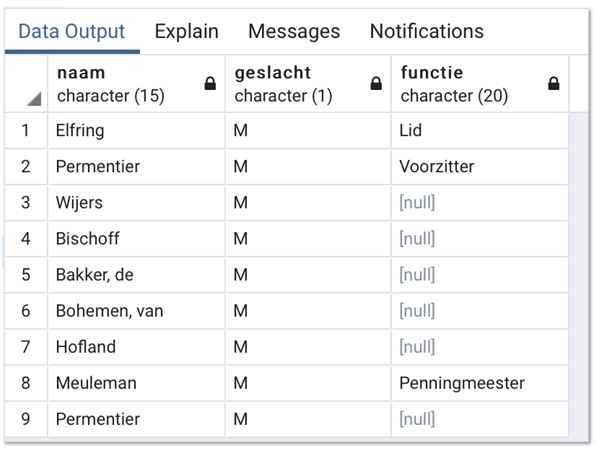 Data Output Explain Messages Notifications
naam geslacht functie
character (15) character (1) character (20)
1 Elfring M Lid
2 Permentier M Voorzitter
3 Wijers M [null]
4 Bischoff M [null]
5 Bakker, de M [null]
6 Bohemen, van M [null]
7 Hofland M [null]
8 Meuleman M Penningmeester
9 Permentier M [null]